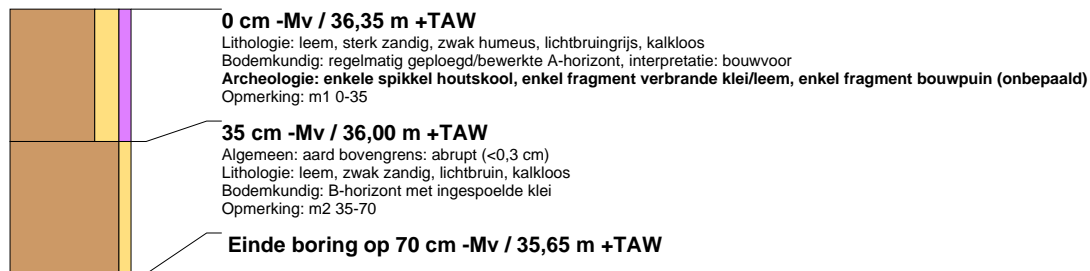 0 cm -Mv / 36,35 m +TAW
Lithologie: leem, sterk zandig, zwak humeus, lichtbruingrijs, kalkloos
Bodemkundig: regelmatig geploegd/bewerkte A-horizont, interpretatie: bouwvoor
Archeologie: enkele spikkel houtskool, enkel fragment verbrande klei/leem, enkel fragment bouwpuin (onbepaald)
Opmerking: m1 0-35
35 cm -Mv / 36,00 m +TAW
Algemeen: aard bovengrens: abrupt (<0,3 cm)
Lithologie: leem, zwak zandig, lichtbruin, kalkloos
Bodemkundig: B-horizont met ingespoelde klei
Opmerking: m2 35-70
Einde boring op 70 cm -Mv / 35,65 m +TAW